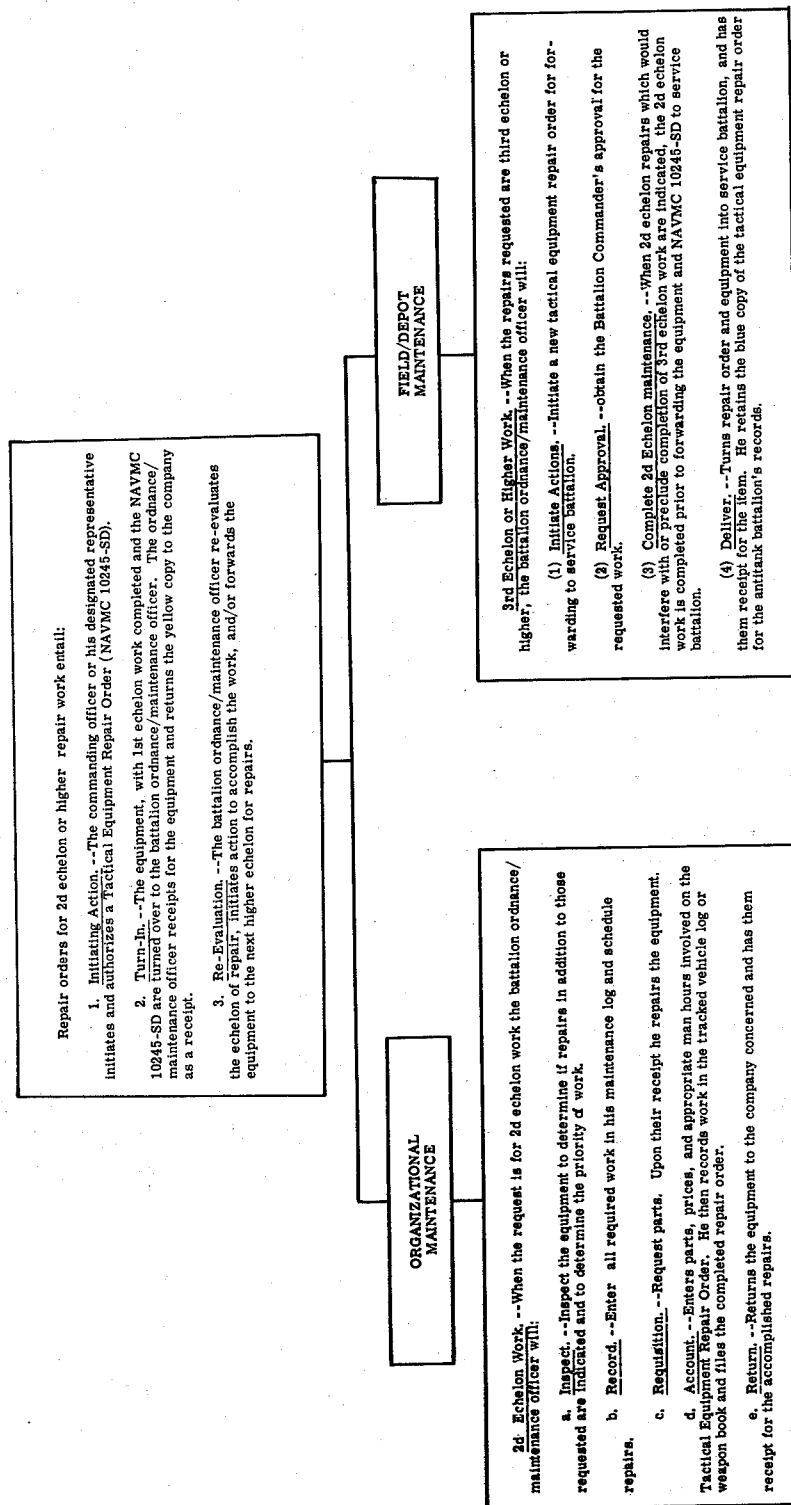 Repair orders for 2d echelon or higher repair work entail:
1. Initiating Action. --The commanding officer or his designated representative
initiates and authorizes a Tactical Equipment Repair Order (NAVMC 10245-SD).
2. Turn-In. --The equipment, with 1st echelon work completed and the NAVMC
10245-SD are turned over to the battalion ordnance/maintenance officer. The ordnance/
maintenance officer receipts for the equipment and returns the yellow copy to the company
as a receipt.
3. Re-Evaluation. --The battalion ordnance/maintenance officer re-evaluates
the echelon of repair, initiates action to accomplish the work, and/or forwards the
equipment to the next higher echelon for repairs.
ORGANIZATIONAL
MAINTENANCE
2d Echelon Work. --When the request is for 2d echelon work the battalion ordnance/
maintenance officer will:
a. Inspect. --Inspect the equipment to determine if repairs in addition to those
requested are indicated and to determine the priority of work.
b. Record. --Enter all required work in his maintenance log and schedule
repairs.
c. Requisition. --Request parts. Upon their receipt he repairs the equipment.
d. Account. --Enters parts, prices, and appropriate man hours involved on the
Tactical Equipment Repair Order. He then records work in the tracked vehicle log or
weapon book and files the completed repair order.
e. Return. --Returns the equipment to the company concerned and has them
receipt for the accomplished repairs.
FIELD/DEPOT
MAINTENANCE
3rd Echelon or Higher Work. --When the repairs requested are third echelon or
higher, the battalion ordnance/maintenance officer will:
(1) Initiate Actions. --Initiate a new tactical equipment repair order for for-
warding to service battalion.
(2) Request Approval. --obtain the Battalion Commander's approval for the
requested work.
(3) Complete 2d Echelon maintenance. --When 2d echelon repairs which would
interfere with or preclude completion of 3rd echelon work are indicated, the 2d echelon
work is completed prior to forwarding the equipment and NAVMC 10245-SD to service
battalion.
(4) Deliver. --Turns repair order and equipment into service battalion, and has
them receipt for the item. He retains the blue copy of the tactical equipment repair order
for the antitank battalion's records.